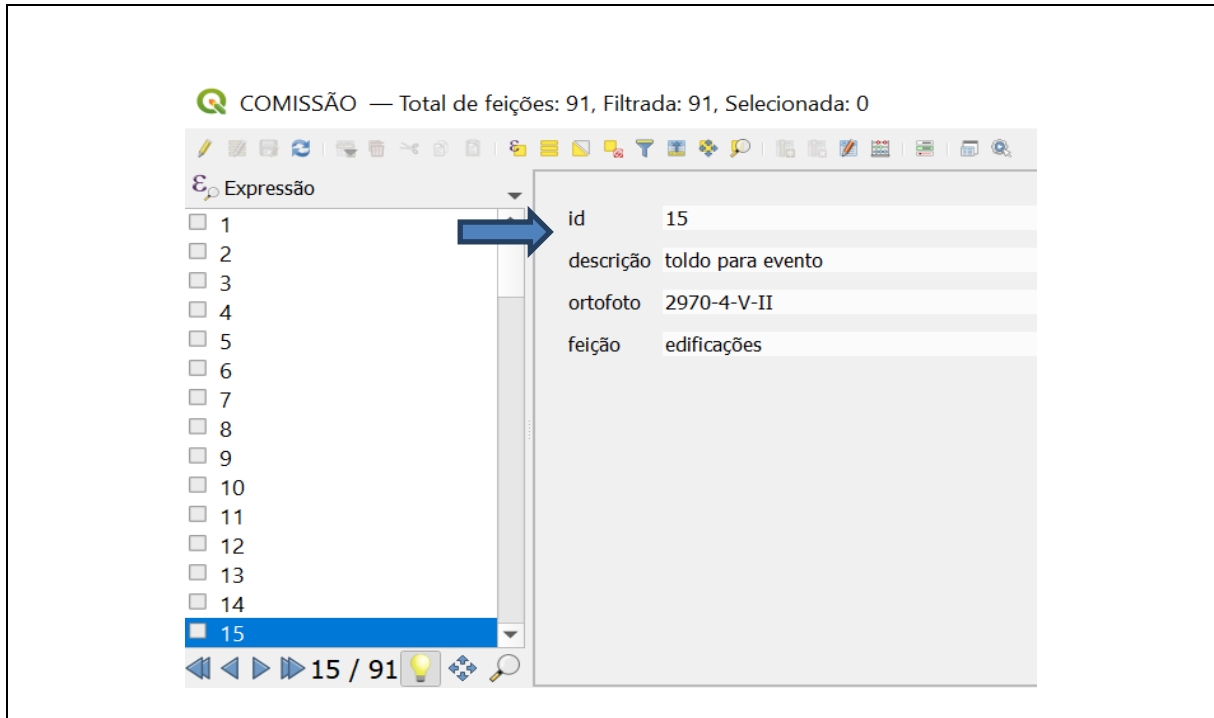 COMISSÃO — Total de feições: 91, Filtrada: 91, Selecionada: 0
Expressão
1
2
3
4
5
6
7
8
9
10
11
12
13
14
15
15 / 91
id 15
descrição toldo para evento
ortofoto 2970-4-V-II
feição edificações